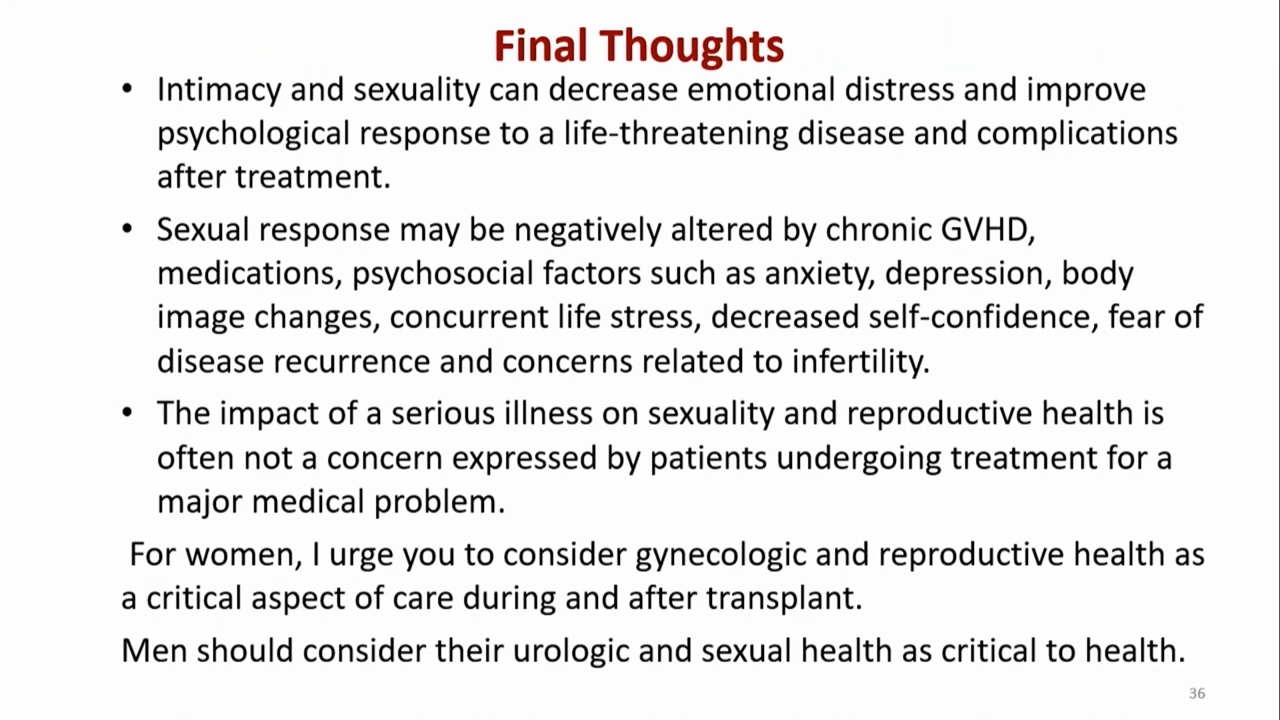 Final Thoughts
• Intimacy and sexuality can decrease emotional distress and improve
psychological response to a life-threatening disease and complications
after treatment.
• Sexual response may be negatively altered by chronic GVHD,
medications, psychosocial factors such as anxiety, depression, body
image changes, concurrent life stress, decreased self-confidence, fear of
disease recurrence and concerns related to infertility.
• The impact of a serious illness on sexuality and reproductive health is
often not a concern expressed by patients undergoing treatment for a
major medical problem.
For women, I urge you to consider gynecologic and reproductive health as
a critical aspect of care during and after transplant.
Men should consider their urologic and sexual health as critical to health.
36